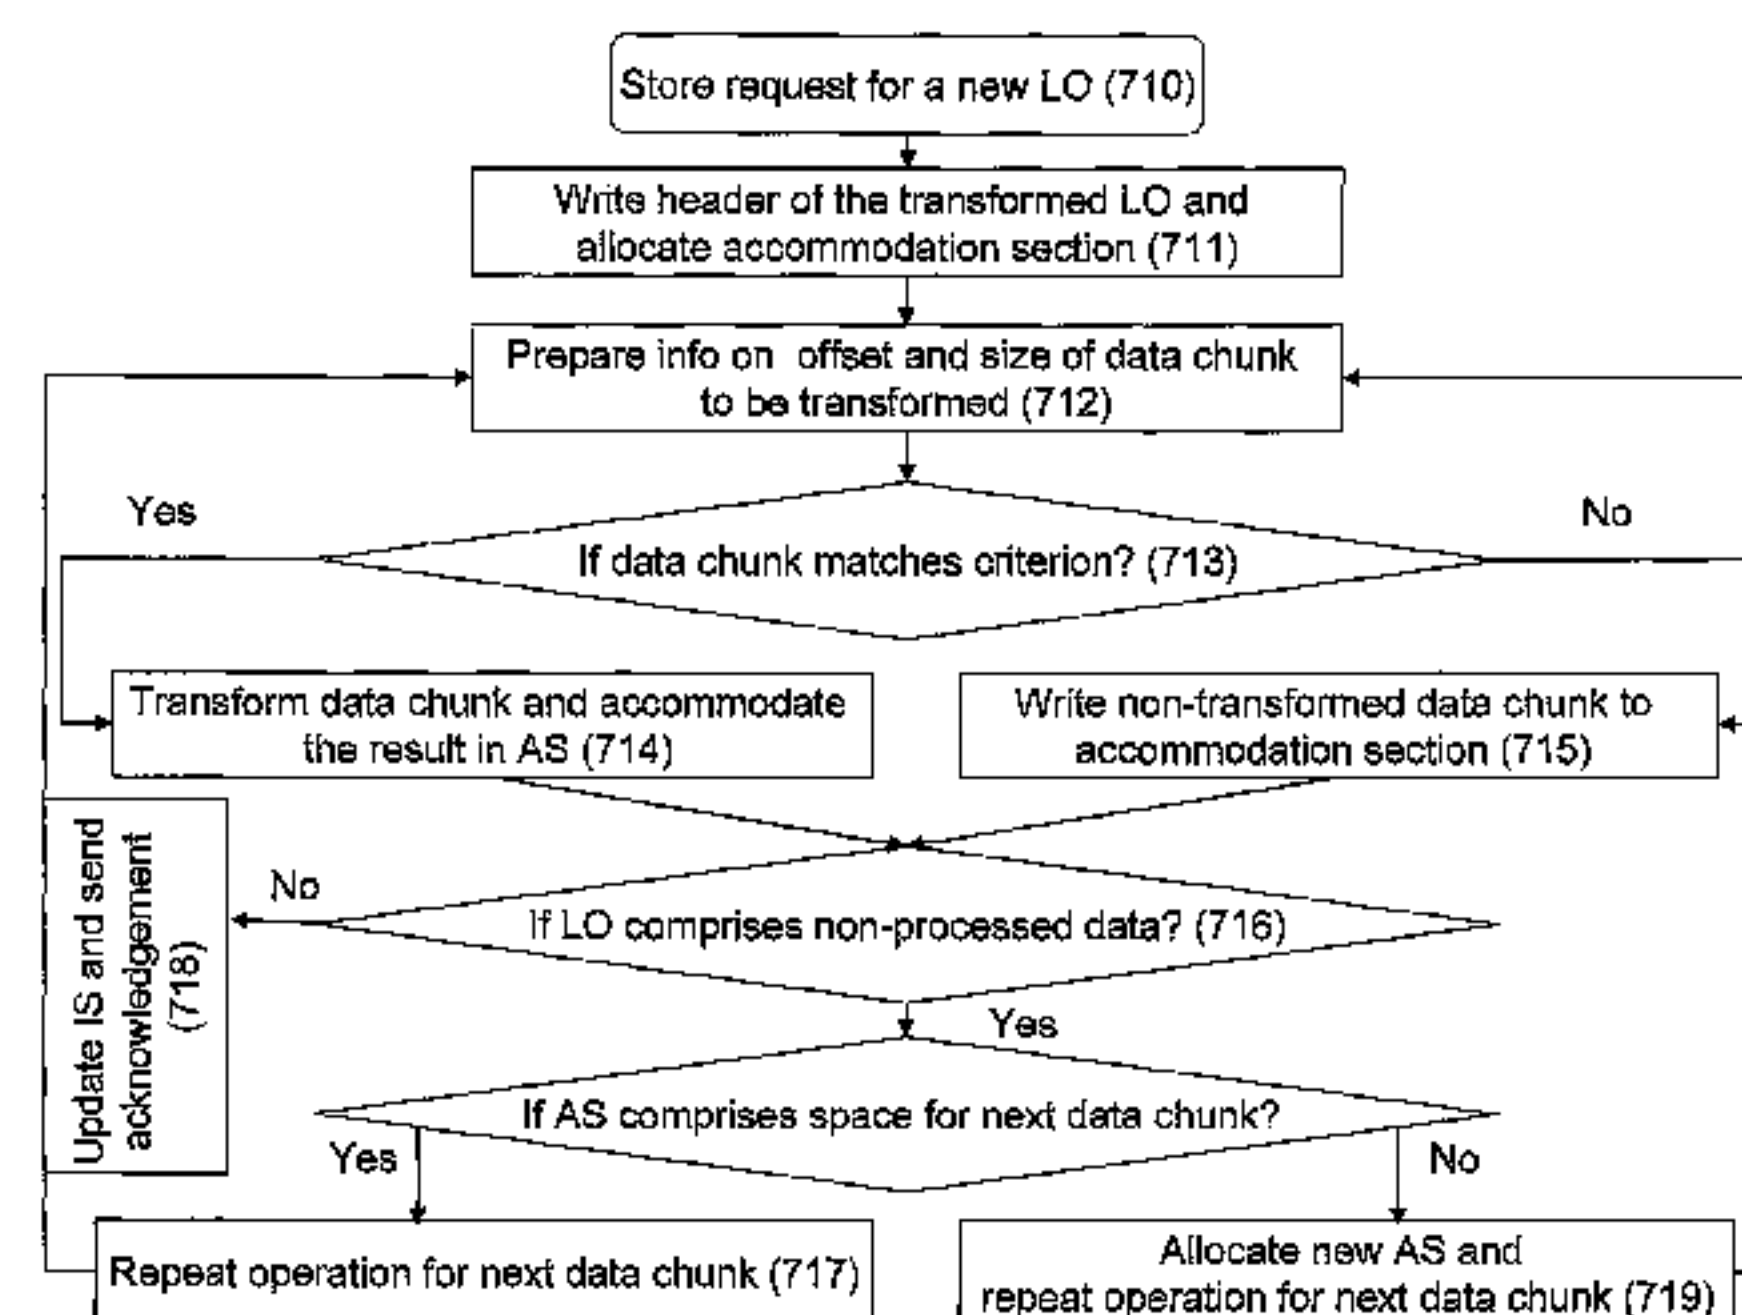 Store request for a new LO (710)
Write header of the transformed LO and
allocate accommodation section (711)
Prepare info on offset and size of data chunk
to be transformed (712)
Yes
No
If data chunk matches criterion? (713)
Transform data chunk and accommodate
the result in AS (714)
Write non-transformed data chunk to
accommodation section (715)
Update IS and send
acknowledgement
(718)
No
If LO comprises non-processed data? (716)
Yes
If AS comprises space for next data chunk?
Yes
No
Repeat operation for next data chunk (717)
Allocate new AS and
repeat operation for next data chunk (719)